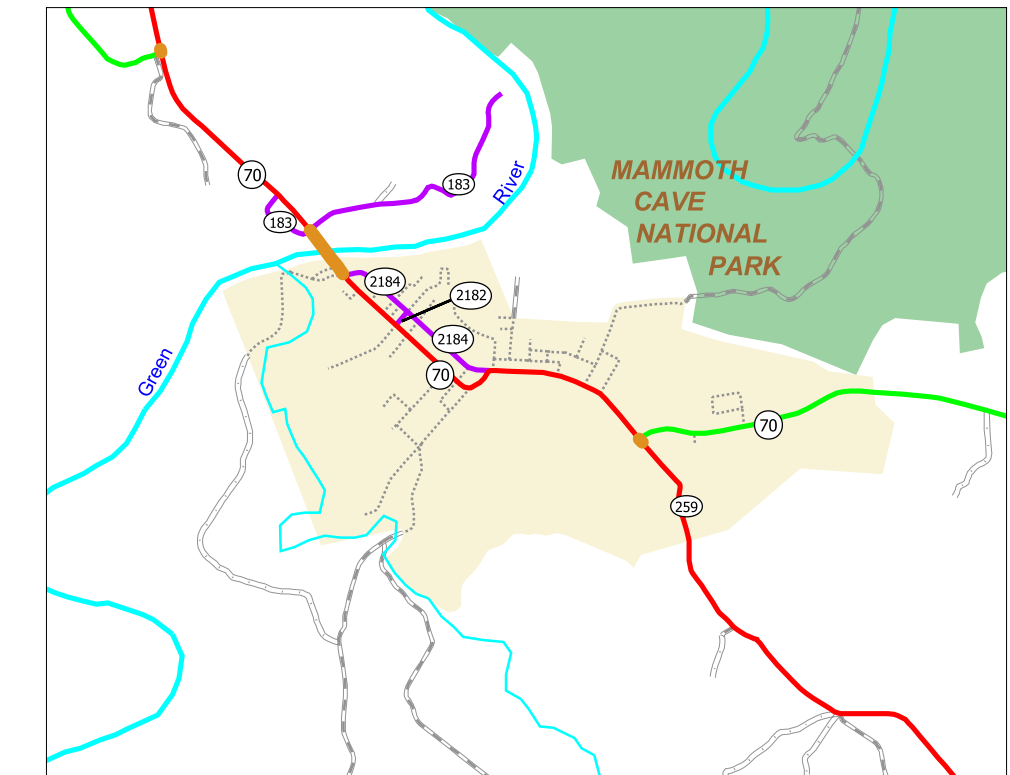 70
183
River
MAMMOTH
CAVE
NATIONAL
PARK
183
2184
2182
2184
Green
70
70
259